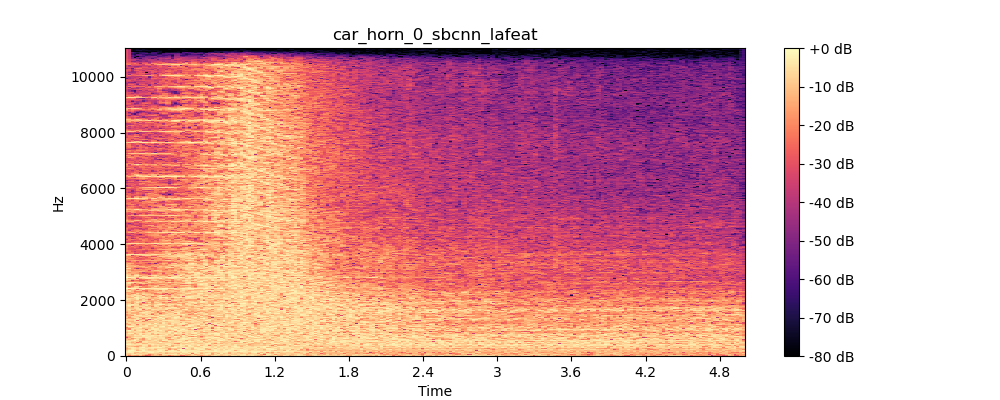 car_horn_0_sbcnn_lafeat
Hz
10000
8000
6000
4000
2000
0
0 0.6 1.2 1.8 2.4 3 3.6 4.2 4.8
Time
+0 dB
-10 dB
-20 dB
-30 dB
-40 dB
-50 dB
-60 dB
-70 dB
-80 dB